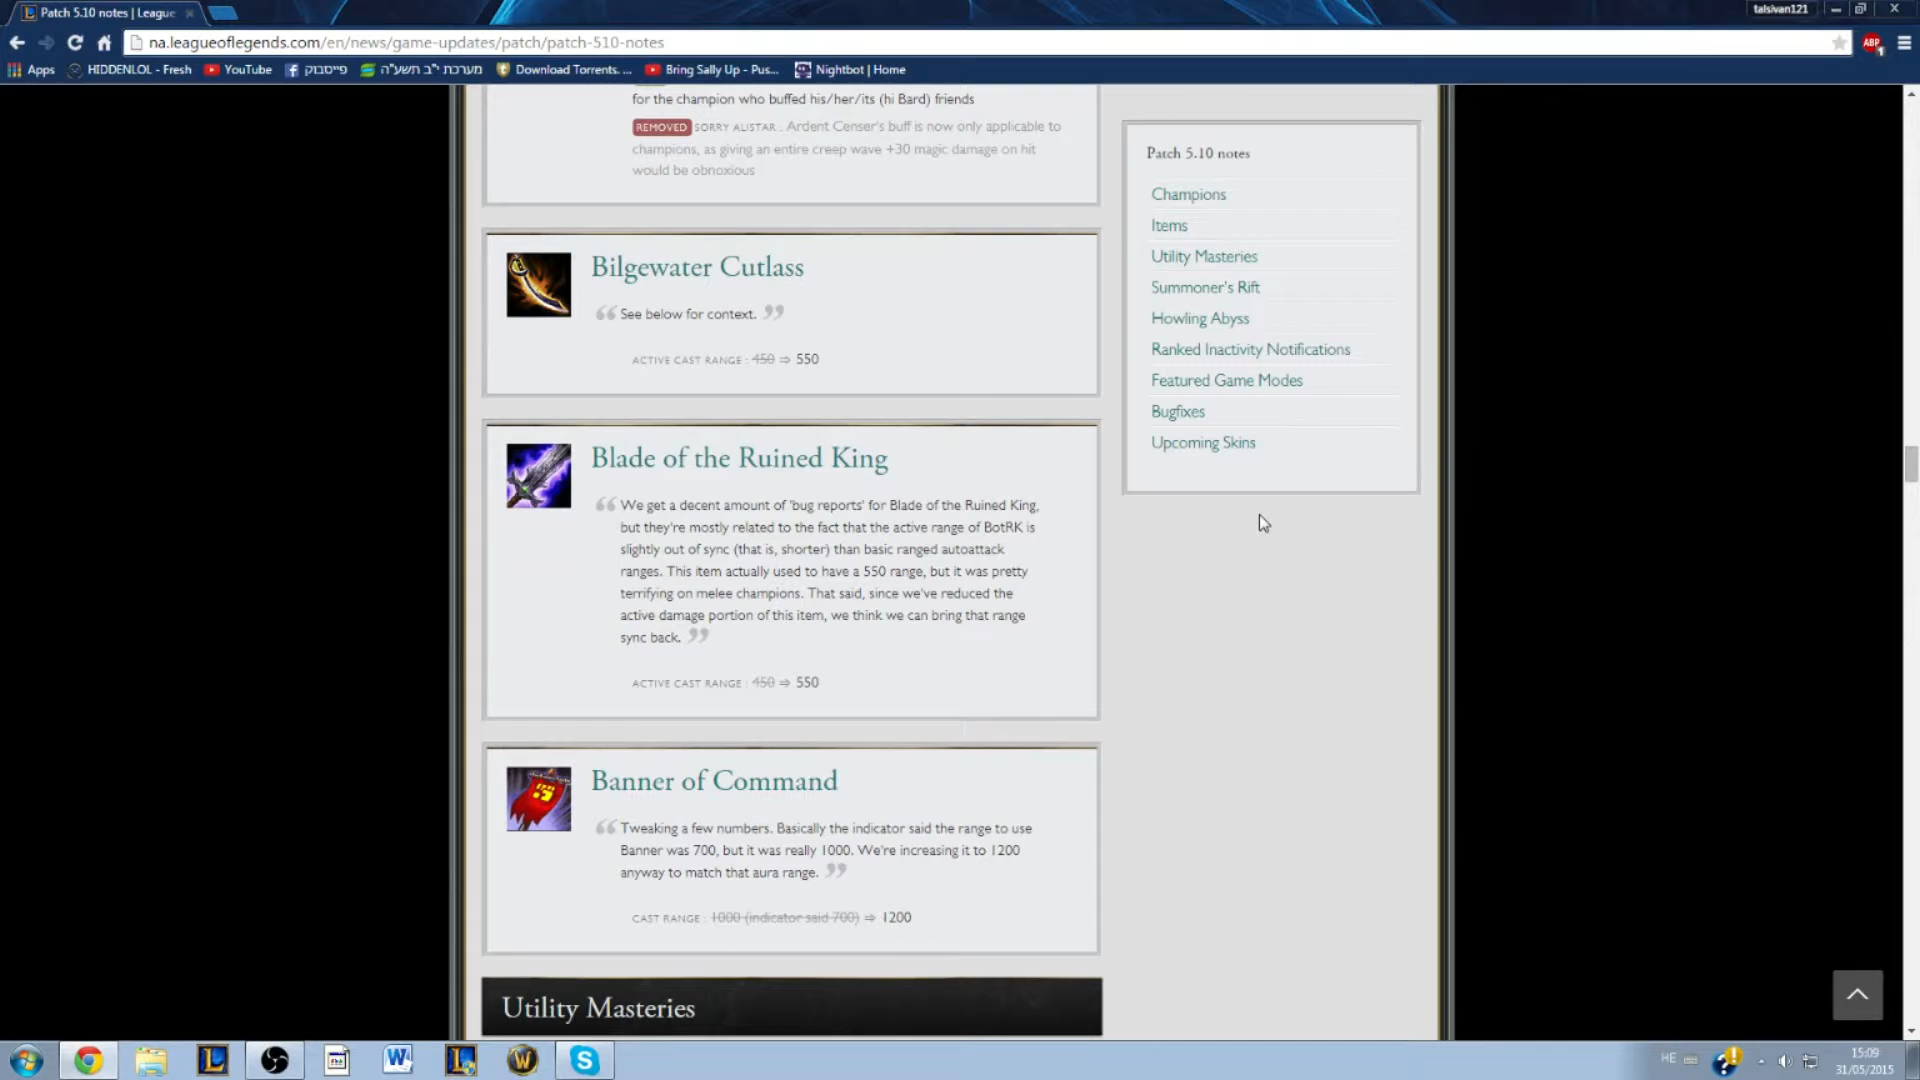 Patch 5.10 notes | League
talsivan121
na.leagueoflegends.com/en/news/game-updates/patch/patch-510-notes
ABP
Apps
HIDDENLOL - Fresh
YouTube
פייסבוק
מערכת י"ב תשע"ה
Download Torrents. ...
Bring Sally Up - Pus...
Nightbot | Home
for the champion who buffed his/her/its (hi Bard) friends
REMOVED SORRY ALISTAR : Ardent Censer's buff is now only applicable to
champions, as giving an entire creep wave +30 magic damage on hit
would be obnoxious
Bilgewater Cutlass
See below for context.
ACTIVE CAST RANGE : 450 ⇒ 550
Blade of the Ruined King
We get a decent amount of 'bug reports' for Blade of the Ruined King,
but they're mostly related to the fact that the active range of BotRK is
slightly out of sync (that is, shorter) than basic ranged autoattack
ranges. This item actually used to have a 550 range, but it was pretty
terrifying on melee champions. That said, since we've reduced the
active damage portion of this item, we think we can bring that range
sync back.
ACTIVE CAST RANGE : 450 ⇒ 550
Banner of Command
Tweaking a few numbers. Basically the indicator said the range to use
Banner was 700, but it was really 1000. We're increasing it to 1200
anyway to match that aura range.
CAST RANGE : 1000 (indicator said 700) ⇒ 1200
Utility Masteries
Patch 5.10 notes
Champions
Items
Utility Masteries
Summoner's Rift
Howling Abyss
Ranked Inactivity Notifications
Featured Game Modes
Bugfixes
Upcoming Skins
HE
15:09
31/05/2015